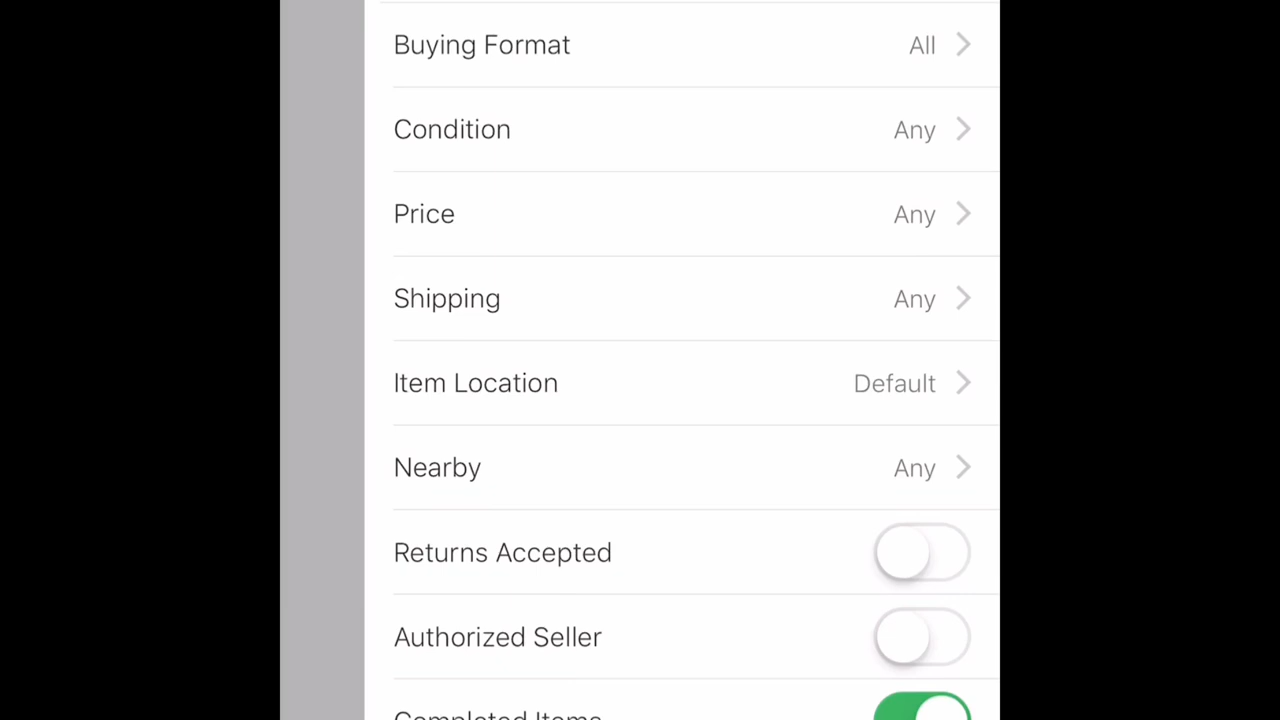 Buying Format All
Condition Any
Price Any
Shipping Any
Item Location Default
Nearby Any
Returns Accepted
Authorized Seller
Completed Items